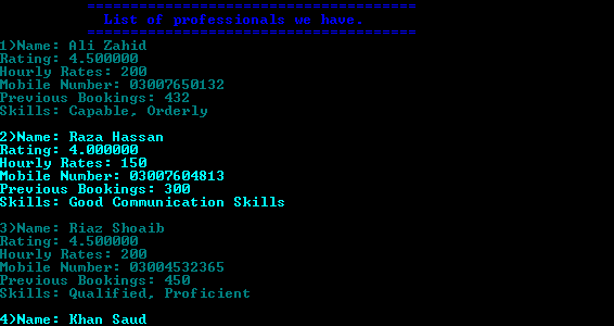 ========================================
List of professionals we have.
========================================
1)Name: Ali Zahid
Rating: 4.500000
Hourly Rates: 200
Mobile Number: 03007650132
Previous Bookings: 432
Skills: Capable, Orderly
2)Name: Raza Hassan
Rating: 4.000000
Hourly Rates: 150
Mobile Number: 03007604813
Previous Bookings: 300
Skills: Good Communication Skills
3)Name: Riaz Shoaib
Rating: 4.500000
Hourly Rates: 200
Mobile Number: 03004532365
Previous Bookings: 450
Skills: Qualified, Proficient
4)Name: Khan Saud